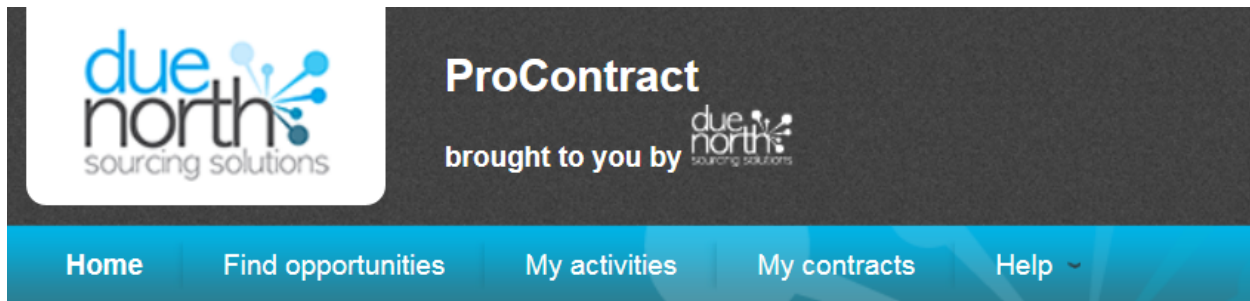 due
north
sourcing solutions
ProContract
brought to you by due north sourcing solutions
Home Find opportunities My activities My contracts Help